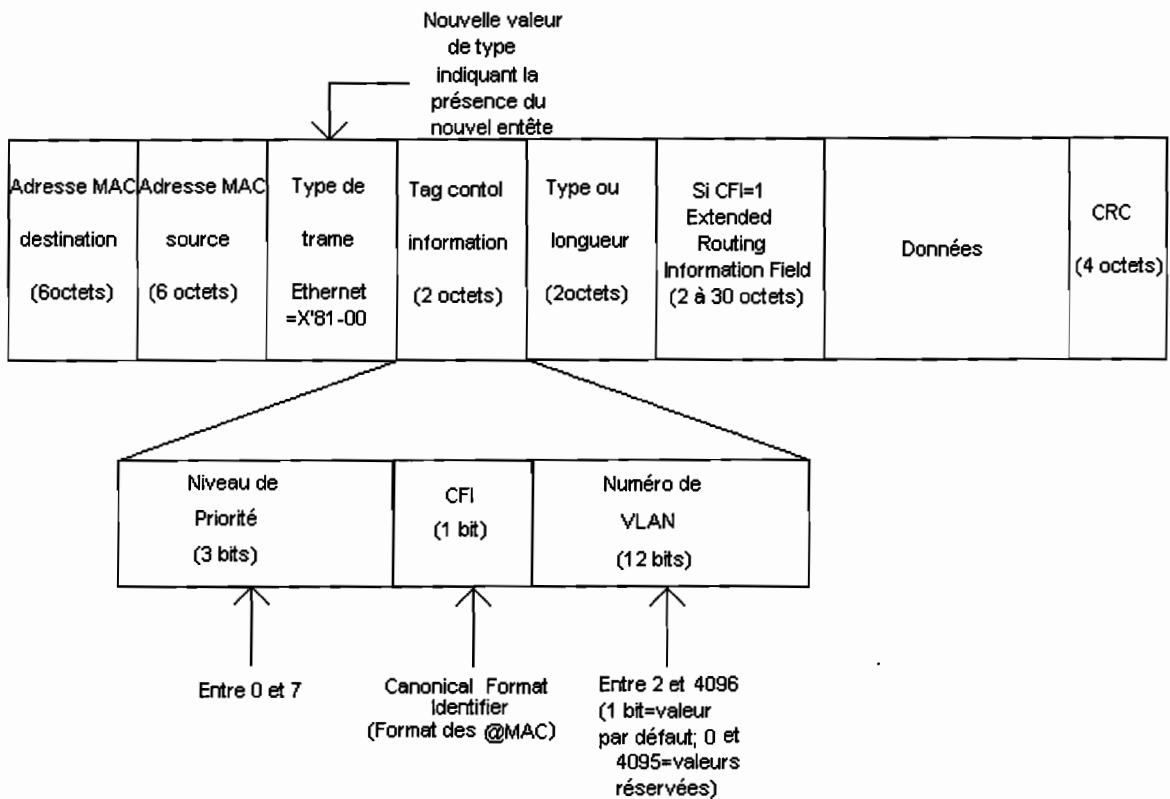 Nouvelle valeur
de type
indiquant la
présence du
nouvel entête
Adresse MAC
destination
(6octets)
Adresse MAC
source
(6 octets)
Type de
trame
Ethernet
=X'81-00
Tag contol
information
(2 octets)
Type ou
longueur
(2octets)
Si CFI=1
Extended
Routing
Information Field
(2 à 30 octets)
Données
CRC
(4 octets)
Niveau de
Priorité
(3 bits)
CFI
(1 bit)
Numéro de
VLAN
(12 bits)
Entre 0 et 7
Canonical Format
Identifier
(Format des @MAC)
Entre 2 et 4096
(1 bit=valeur
par défaut; 0 et
4095=valeurs
réservées)